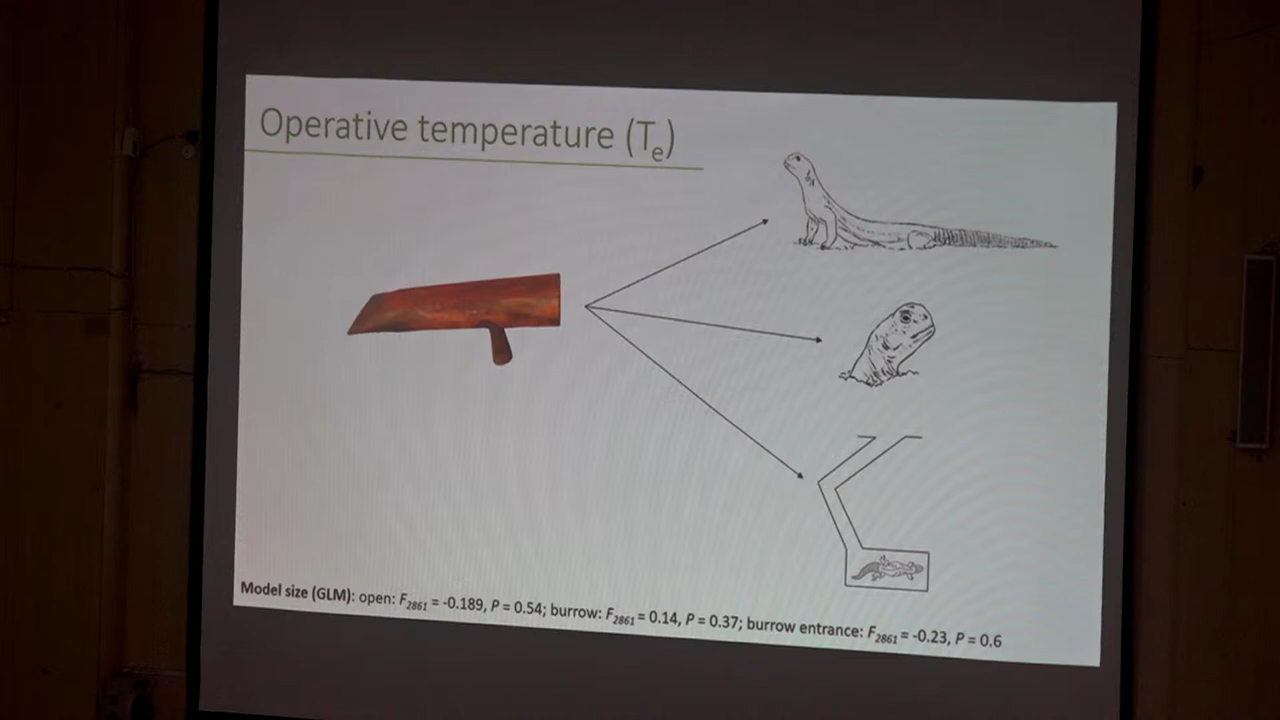 Operative temperature (Te)
Model size (GLM): open: F2861 = -0.189, P = 0.54; burrow: F2861 = 0.14, P = 0.37; burrow entrance: F2861 = -0.23, P = 0.6